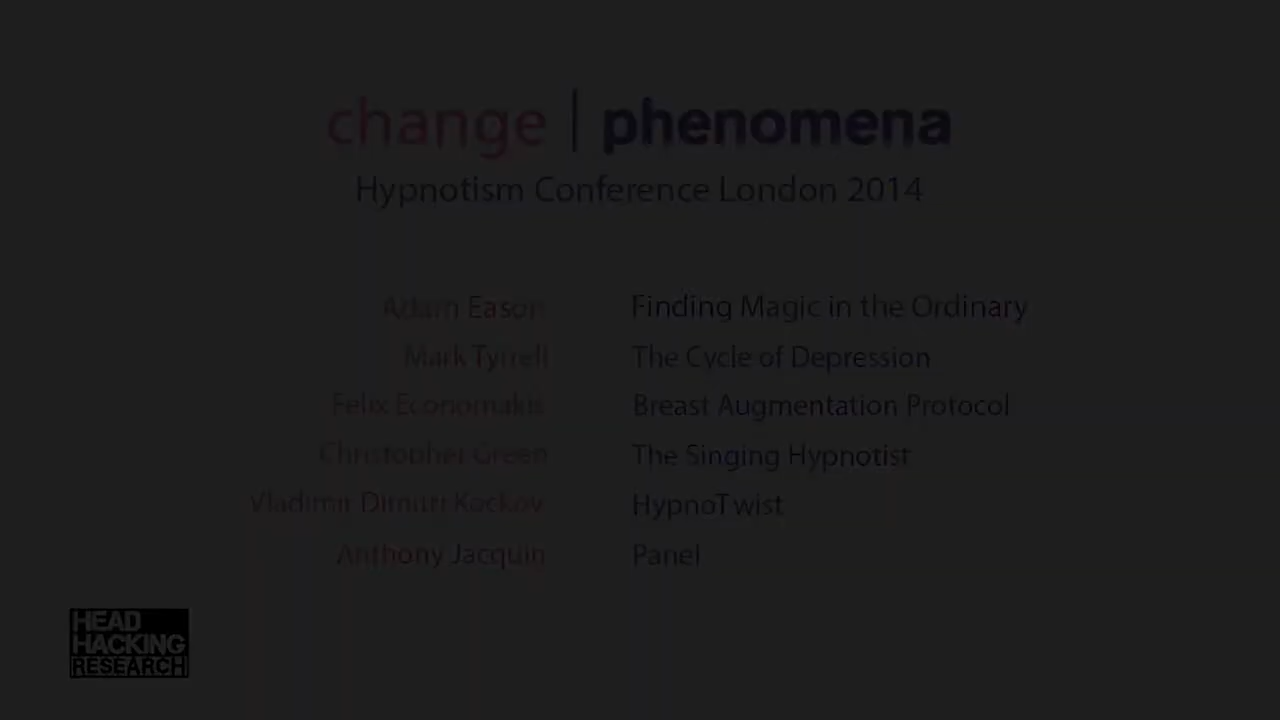 change | phenomena
Hypnotism Conference London 2014
Adam Eason Finding Magic in the Ordinary
Mark Tyrrell The Cycle of Depression
Felix Economakis Breast Augmentation Protocol
Christopher Green The Singing Hypnotist
Vladimir Dimitri Kockov HypnoTwist
Anthony Jacquin Panel
HEAD
HACKING
RESEARCH